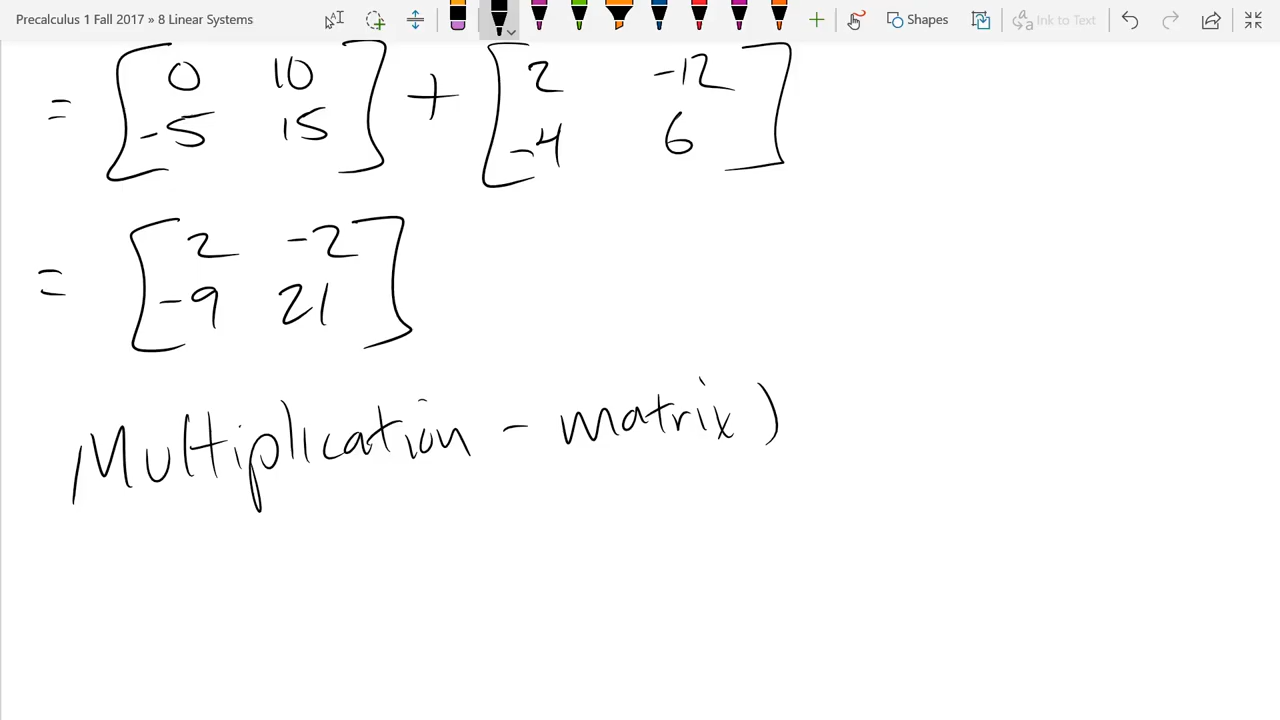 Precalculus 1 Fall 2017 » 8 Linear Systems
Shapes
Ink to Text
= [ 0 10 ] + [ 2 -12 ]
[ -5 15 ] [ -4 6 ]
= [ 2 -2 ]
[ -9 21 ]
Multiplication - matrix )